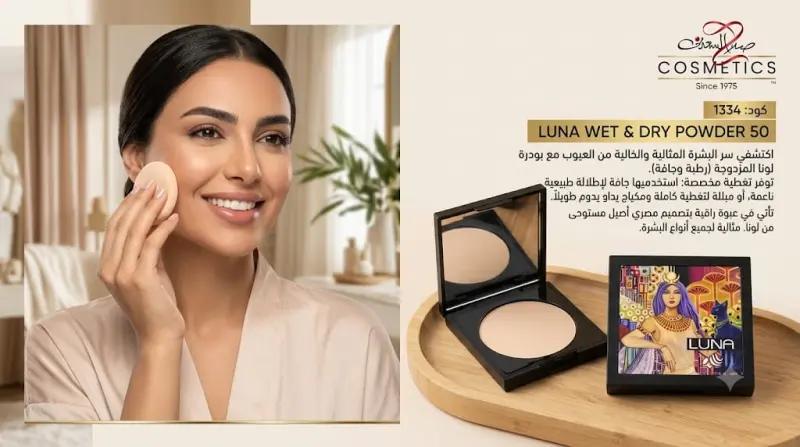 COSMETICS
Since 1975
كود: 1334
LUNA WET & DRY POWDER 50
اكتشفي سر البشرة المثالية والخالية من العيوب مع بودرة
لونا المزدوجة (رطبة وجافة).
توفر تغطية مخصصة: استخدميها جافة لإطلالة طبيعية
ناعمة، أو مبللة لتغطية كاملة ومكياج يداو يدوم طويلاً.
تأتي في عبوة راقية بتصميم مصري أصيل مستوحى
من لونا. مثالية لجميع أنواع البشرة.
LUNA